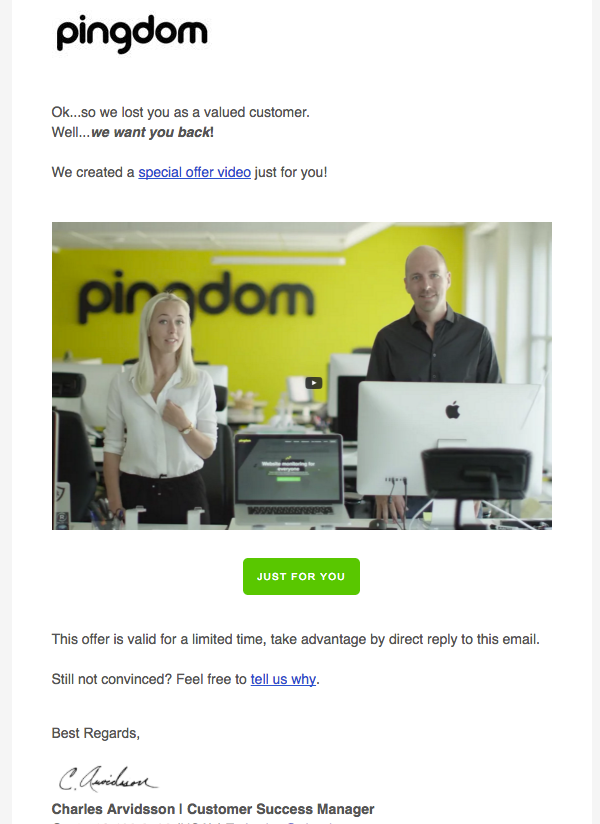 pingdom
Ok...so we lost you as a valued customer.
Well...we want you back!
We created a special offer video just for you!
pingdom
Website monitoring for
everyone
JUST FOR YOU
This offer is valid for a limited time, take advantage by direct reply to this email.
Still not convinced? Feel free to tell us why.
Best Regards,
C. Arvidsson
Charles Arvidsson | Customer Success Manager